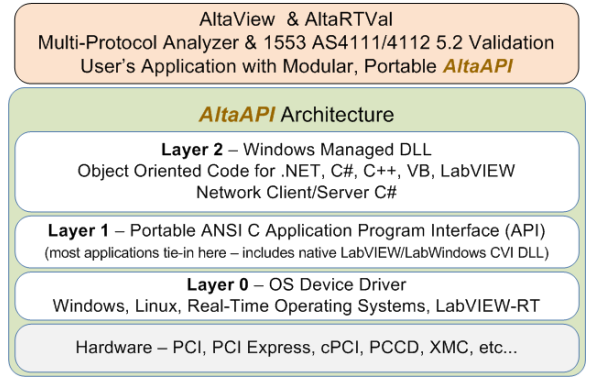 AltaView & AltaRTVal
Multi-Protocol Analyzer & 1553 AS4111/4112 5.2 Validation
User's Application with Modular, Portable AltaAPI
AltaAPI Architecture
Layer 2 – Windows Managed DLL
Object Oriented Code for .NET, C#, C++, VB, LabVIEW
Network Client/Server C#
Layer 1 – Portable ANSI C Application Program Interface (API)
(most applications tie-in here – includes native LabVIEW/LabWindows CVI DLL)
Layer 0 – OS Device Driver
Windows, Linux, Real-Time Operating Systems, LabVIEW-RT
Hardware – PCI, PCI Express, cPCI, PCCD, XMC, etc...